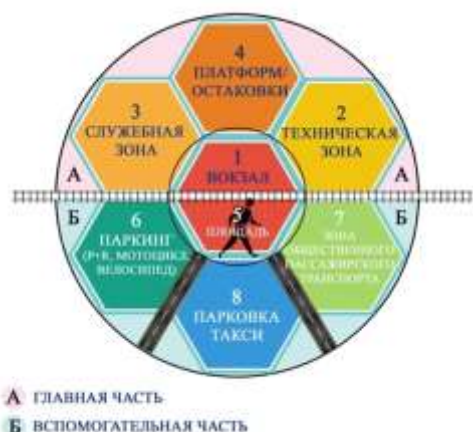 4
ПЛАТФОРМ/
ОСТАКОВКИ
3
СЛУЖЕБНАЯ
ЗОНА
2
ТЕХНИЧЕСКАЯ
ЗОНА
1
ВОКЗАЛ
А
А
Б
Б
5
ПЛОЩАДЬ
6
ПАРКИНГ
(P+R, МОТОЦИКЛ,
ВЕЛОСИПЕД)
7
ЗОНА
ОБЩЕСТВЕННОГО
ПАССАЖИРСКОГО
ТРАНСПОРТА
8
ПАРКОВКА
ТАКСИ
А ГЛАВНАЯ ЧАСТЬ
Б ВСПОМОГАТЕЛЬНАЯ ЧАСТЬ